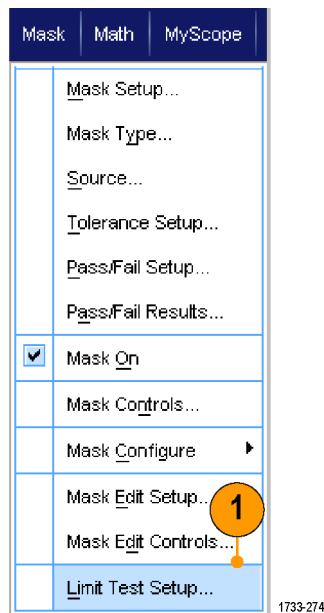 Mask Math MyScope
Mask Setup...
Mask Type...
Source...
Tolerance Setup...
Pass/Fail Setup...
Pass/Fail Results...
Mask On
Mask Controls...
Mask Configure
Mask Edit Setup...
1
Mask Edit Controls...
Limit Test Setup...
1733-274